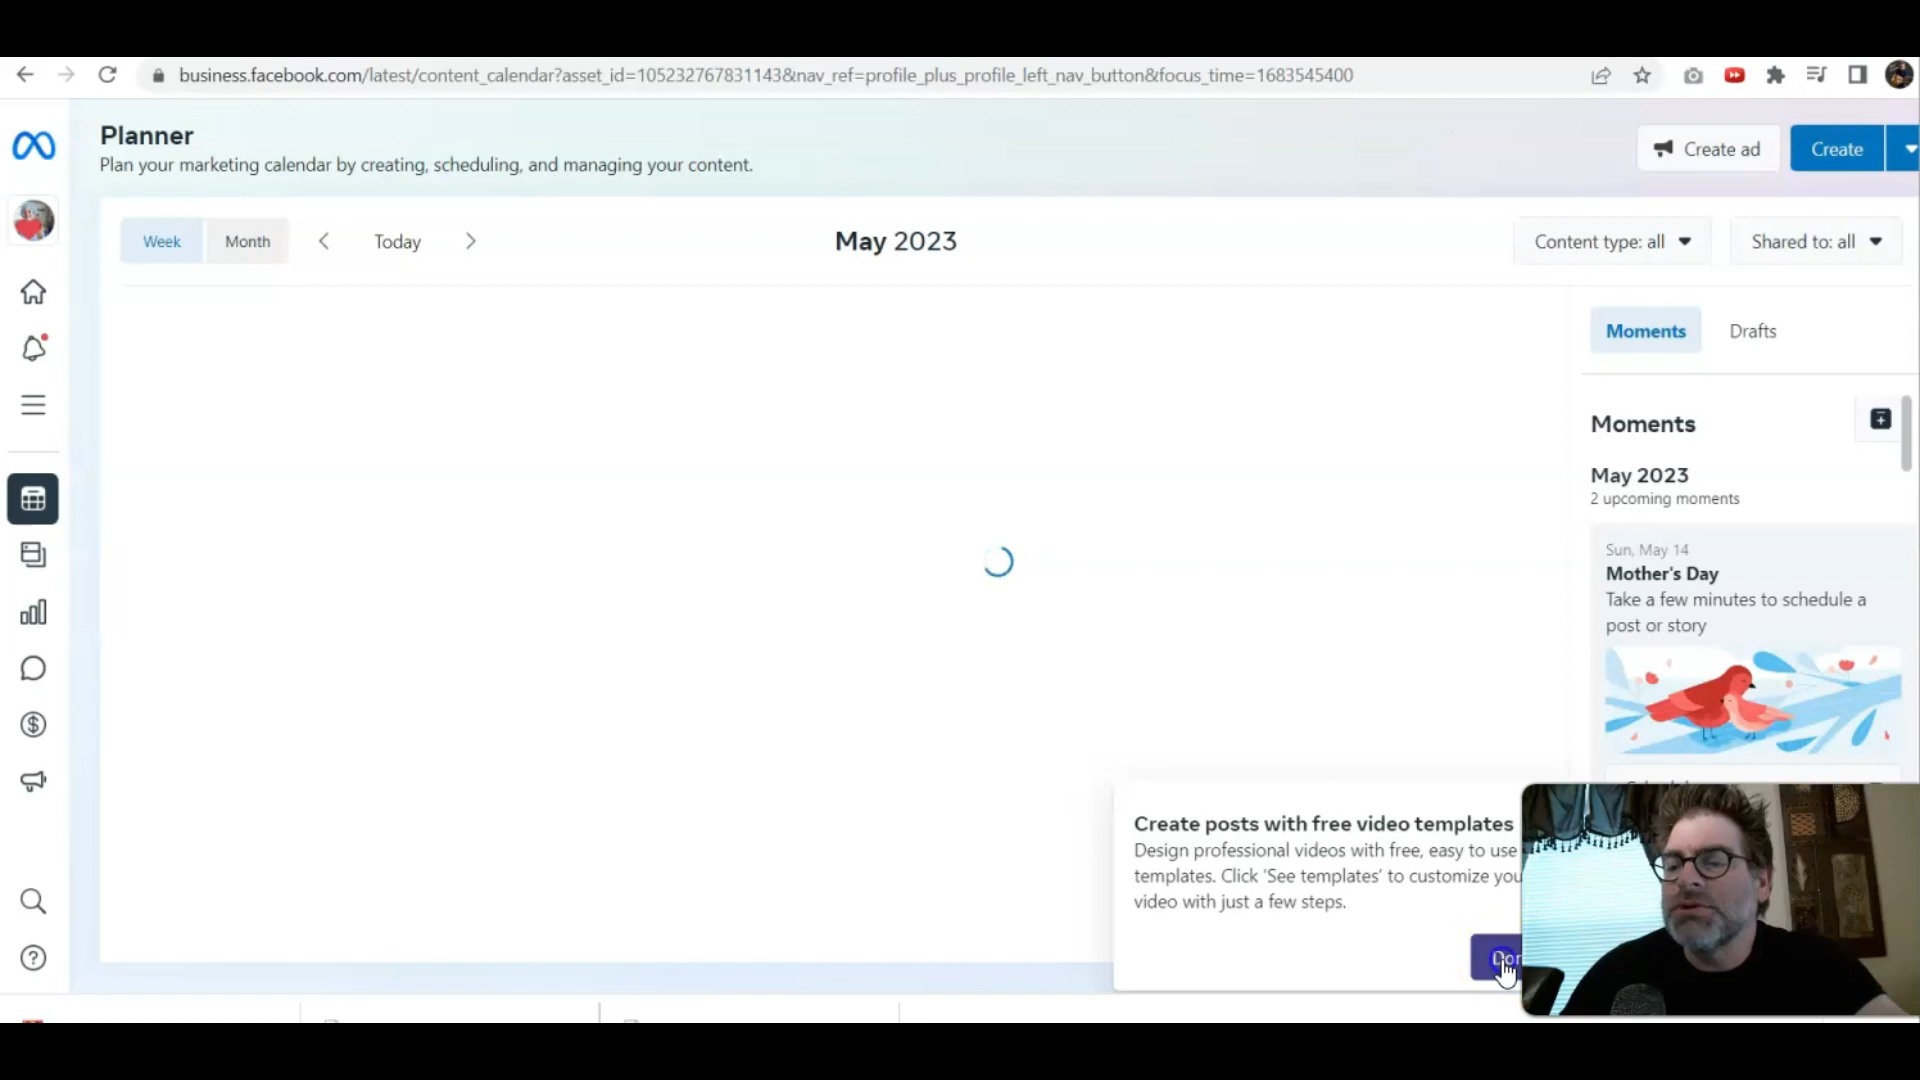 business.facebook.com/latest/content_calendar?asset_id=105232767831143&nav_ref=profile_plus_profile_left_nav_button&focus_time=1683545400
Planner
Plan your marketing calendar by creating, scheduling, and managing your content.
Create ad
Create
Week
Month
Today
May 2023
Content type: all
Shared to: all
Moments
Drafts
Moments
May 2023
2 upcoming moments
Sun, May 14
Mother's Day
Take a few minutes to schedule a
post or story
Create posts with free video templates
Design professional videos with free, easy to use
templates. Click 'See templates' to customize you
video with just a few steps.